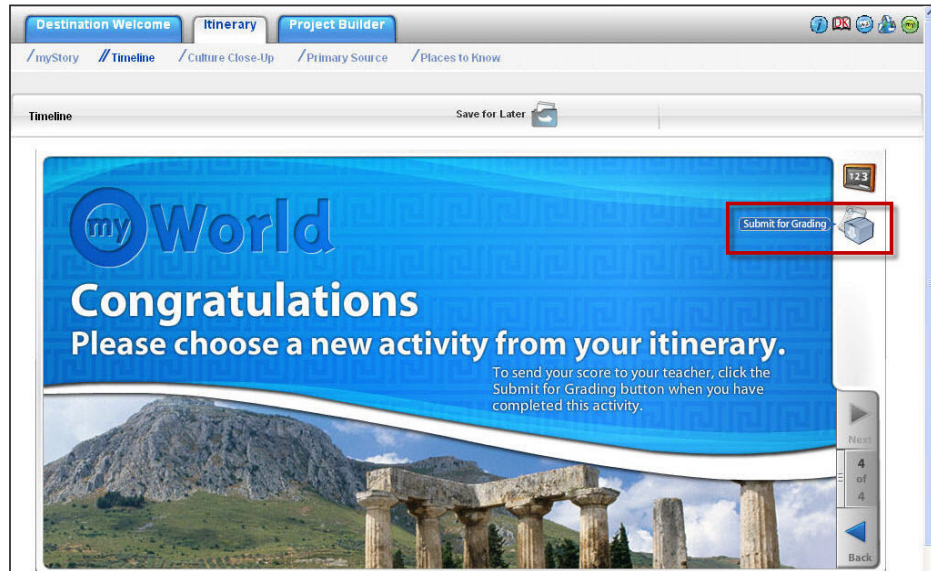 Destination Welcome Itinerary Project Builder
DK my
/ myStory // Timeline / Culture Close-Up / Primary Source / Places to Know
Timeline Save for Later
123
Submit for Grading
my World
Congratulations
Please choose a new activity from your itinerary.
To send your score to your teacher, click the
Submit for Grading button when you have
completed this activity.
Next
4
of
4
Back